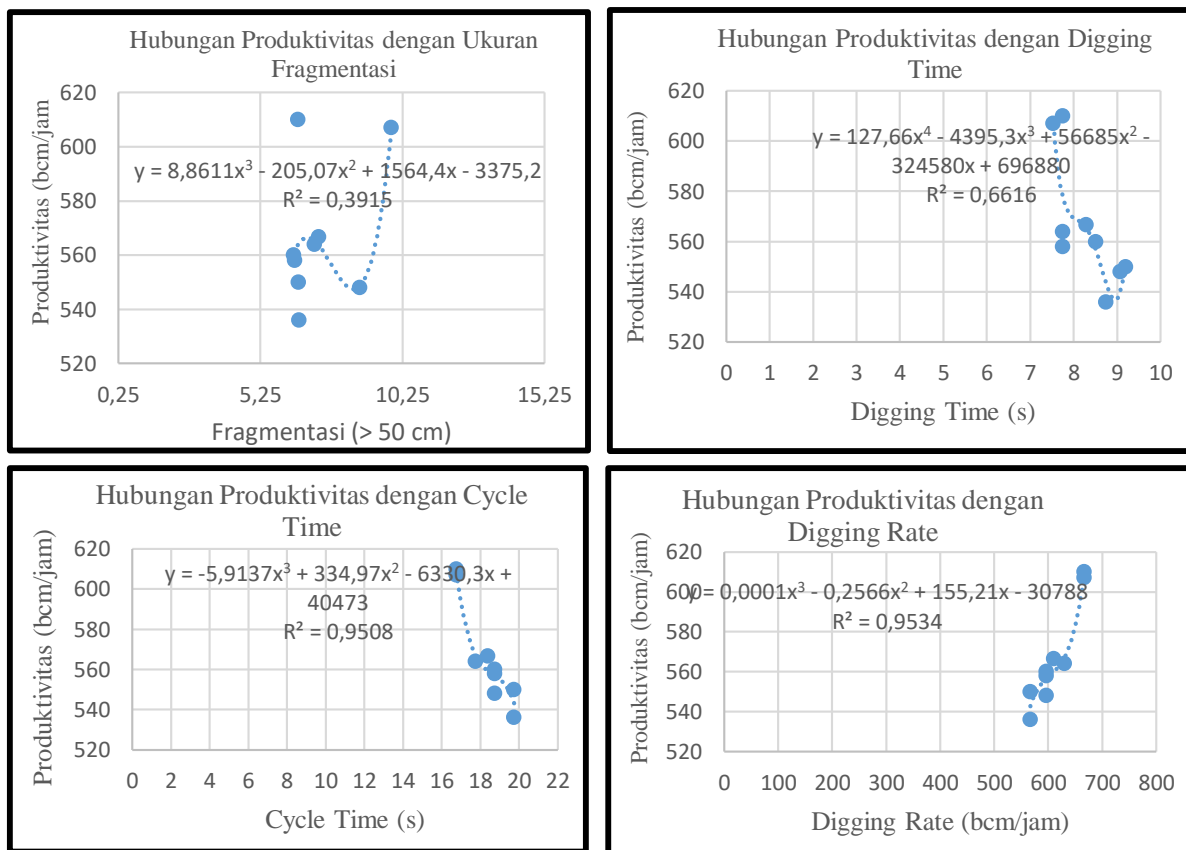 Hubungan Produktivitas dengan Ukuran
Fragmentasi
Produktivitas (bcm/jam
620
600
580
560
540
520
y = 8,8611x³ - 205,07x² + 1564,4x - 3375,2
R² = 0,3915
0,25 5,25 10,25 15,25
Fragmentasi (> 50 cm)
Hubungan Produktivitas dengan Digging
Time
Produktivitas (bcm/jam)
620
600
580
560
540
520
y = 127,66x⁴ - 4395,3x³ + 56685x² -
324580x + 696880
R² = 0,6616
0 1 2 3 4 5 6 7 8 9 10
Digging Time (s)
Hubungan Produktivitas dengan Cycle
Time
Produktivitas (bcm/jam)
620
600
580
560
540
520
y = -5,9137x³ + 334,97x² - 6330,3x +
40473
R² = 0,9508
0 2 4 6 8 10 12 14 16 18 20 22
Cycle Time (s)
Hubungan Produktivitas dengan
Digging Rate
Produktivitas (bcm/jam)
620
600
580
560
540
520
y = 0,0001x³ - 0,2566x² + 155,21x - 30788
R² = 0,9534
0 100 200 300 400 500 600 700 800
Digging Rate (bcm/jam)